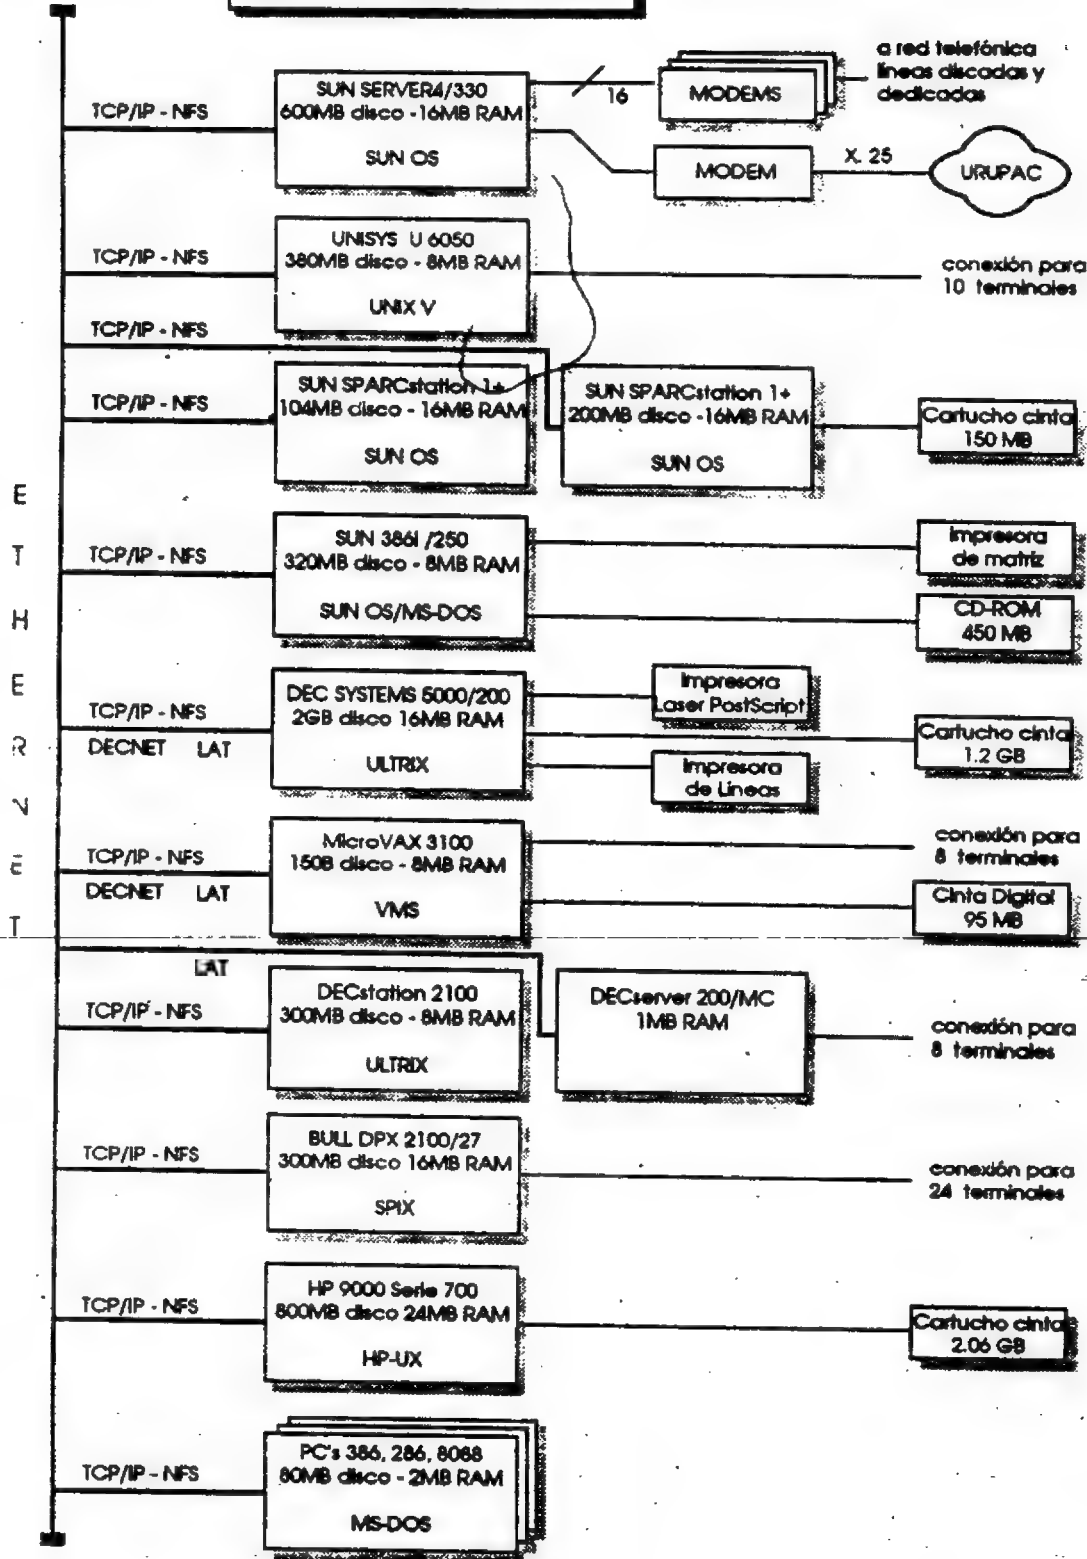 ETHERNET
TCP/IP - NFS
SUN SERVER4/330
600MB disco -16MB RAM
SUN OS
16
MODEMS
a red telefónica
líneas discadas y
dedicadas
MODEM
X. 25
URUPAC
TCP/IP - NFS
UNISYS U 6050
380MB disco - 8MB RAM
UNIX V
conexión para
10 terminales
TCP/IP - NFS
TCP/IP - NFS
SUN SPARCstation 1+
104MB disco - 16MB RAM
SUN OS
SUN SPARCstation 1+
200MB disco -16MB RAM
SUN OS
Cartucho cinta
150 MB
TCP/IP - NFS
SUN 386I /250
320MB disco - 8MB RAM
SUN OS/MS-DOS
Impresora
de matriz
CD-ROM
450 MB
TCP/IP - NFS
DECNET LAT
DEC SYSTEMS 5000/200
2GB disco 16MB RAM
ULTRIX
Impresora
Laser PostScript
Cartucho cinta
1.2 GB
Impresora
de Líneas
TCP/IP - NFS
DECNET LAT
MicroVAX 3100
150B disco - 8MB RAM
VMS
conexión para
8 terminales
Cinta Digital
95 MB
LAT
TCP/IP - NFS
DECstation 2100
300MB disco - 8MB RAM
ULTRIX
DECserver 200/MC
1MB RAM
conexión para
8 terminales
TCP/IP - NFS
BULL DPX 2100/27
300MB disco 16MB RAM
SPIX
conexión para
24 terminales
TCP/IP - NFS
HP 9000 Serie 700
800MB disco 24MB RAM
HP-UX
Cartucho cinta
2.06 GB
TCP/IP - NFS
PC's 386, 286, 8088
80MB disco - 2MB RAM
MS-DOS